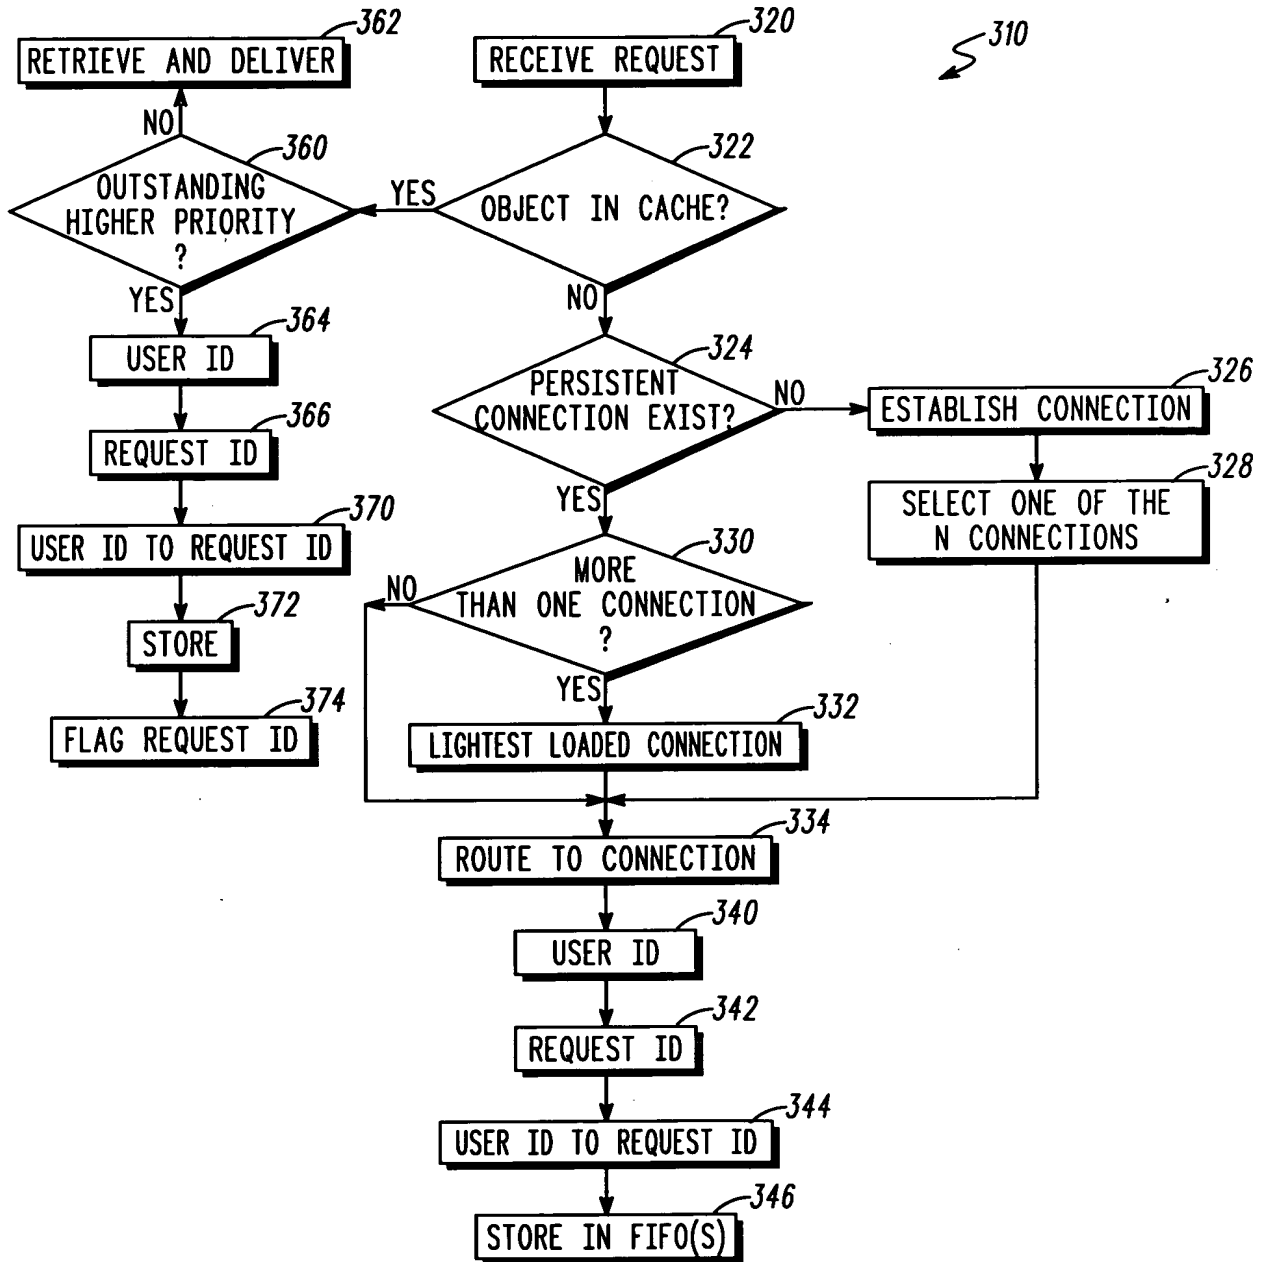 362
RETRIEVE AND DELIVER
320
RECEIVE REQUEST
310
NO
360
OUTSTANDING
HIGHER PRIORITY
?
YES
322
OBJECT IN CACHE?
YES
NO
364
USER ID
324
PERSISTENT
CONNECTION EXIST?
NO
326
ESTABLISH CONNECTION
366
REQUEST ID
YES
328
SELECT ONE OF THE
N CONNECTIONS
370
USER ID TO REQUEST ID
330
MORE
THAN ONE CONNECTION
?
NO
YES
372
STORE
374
FLAG REQUEST ID
332
LIGHTEST LOADED CONNECTION
334
ROUTE TO CONNECTION
340
USER ID
342
REQUEST ID
344
USER ID TO REQUEST ID
346
STORE IN FIFO(S)